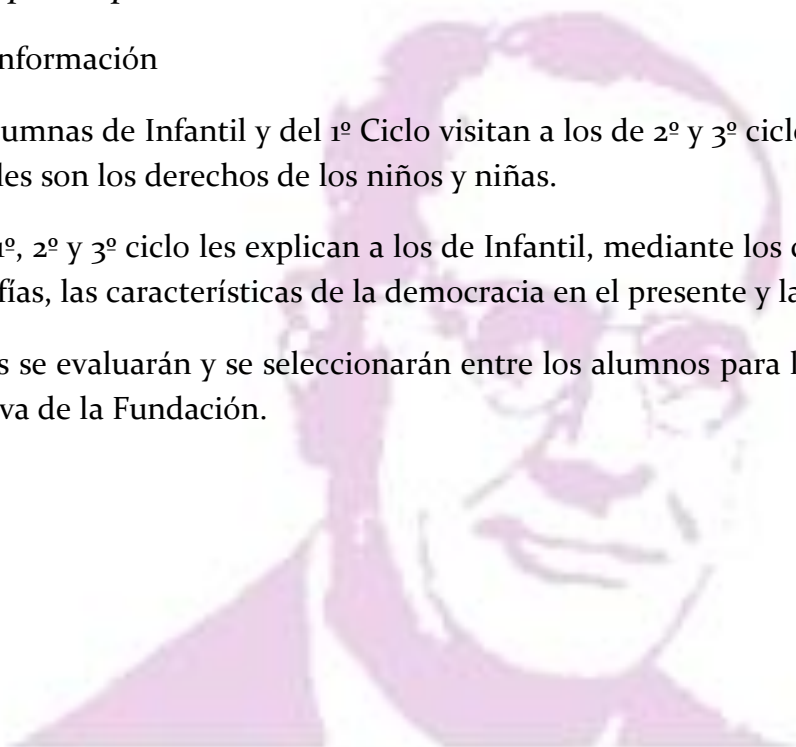 nformación
umnas de Infantil y del 1º Ciclo visitan a los de 2º y 3º ciclo
les son los derechos de los niños y niñas.
1º, 2º y 3º ciclo les explican a los de Infantil, mediante los
fías, las características de la democracia en el presente y la
s se evaluarán y se seleccionarán entre los alumnos para
va de la Fundación.